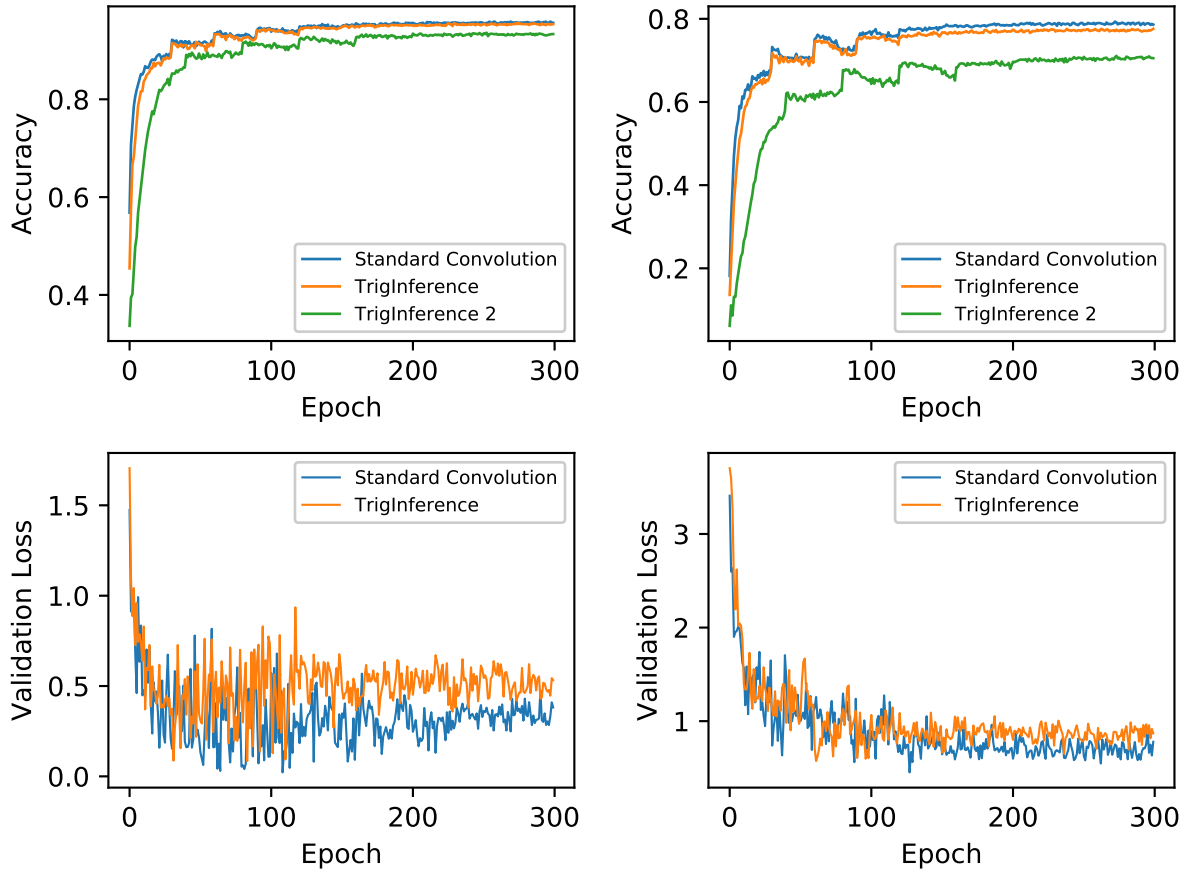 0.8
0.6
0.4
Accuracy
Standard Convolution
TrigInference
TrigInference 2
0 100 200 300
Epoch
0.8
0.6
0.4
0.2
Accuracy
Standard Convolution
TrigInference
TrigInference 2
0 100 200 300
Epoch
1.5
1.0
0.5
0.0
Validation Loss
Standard Convolution
TrigInference
0 100 200 300
Epoch
3
2
1
Validation Loss
Standard Convolution
TrigInference
0 100 200 300
Epoch